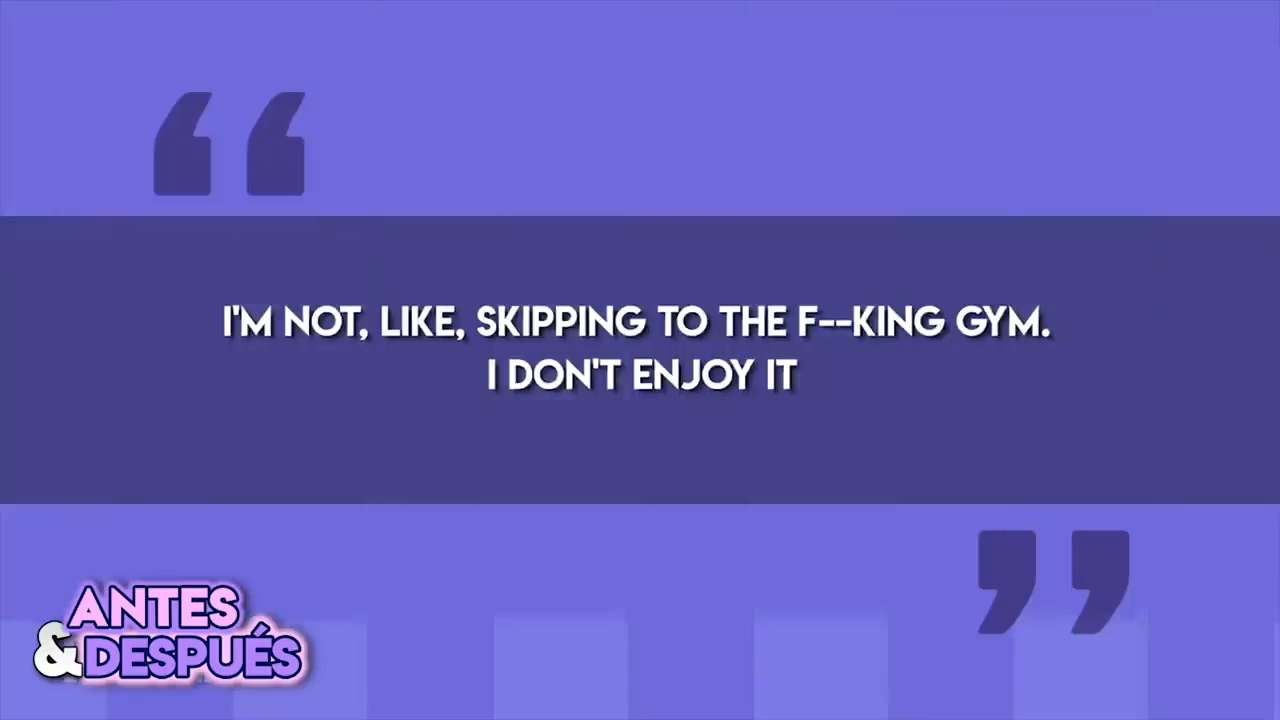 “
I'M NOT, LIKE, SKIPPING TO THE F--KING GYM.
I DON'T ENJOY IT
”
ANTES
&DESPUÉS